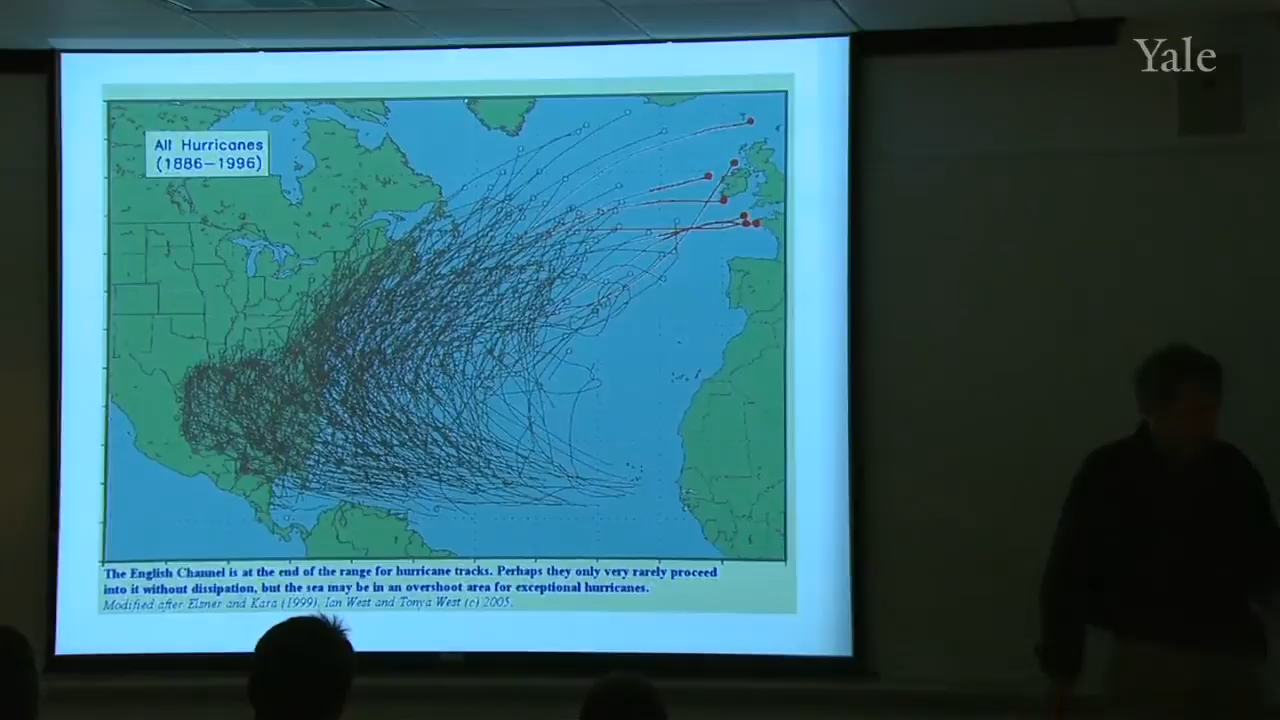 Yale
All Hurricanes
(1886-1996)
The English Channel is at the end of the range for hurricane tracks. Perhaps they only very rarely proceed
into it without dissipation, but the sea may be in an overshoot area for exceptional hurricanes.
Modified after Elsner and Kara (1999), Ian West and Tonya West (c) 2005.